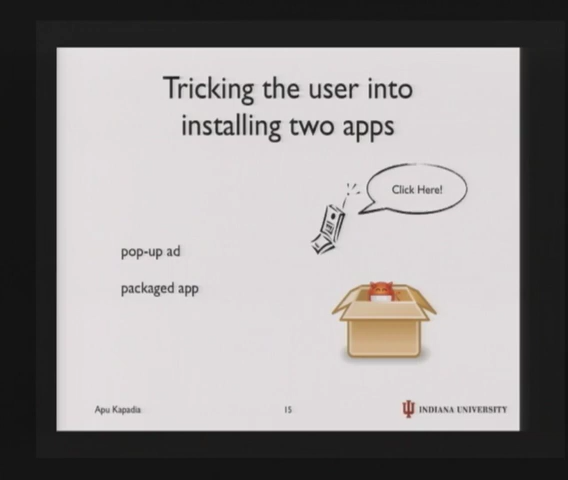 Tricking the user into
installing two apps
Click Here!
pop-up ad
packaged app
Apu Kapadia
15
INDIANA UNIVERSITY